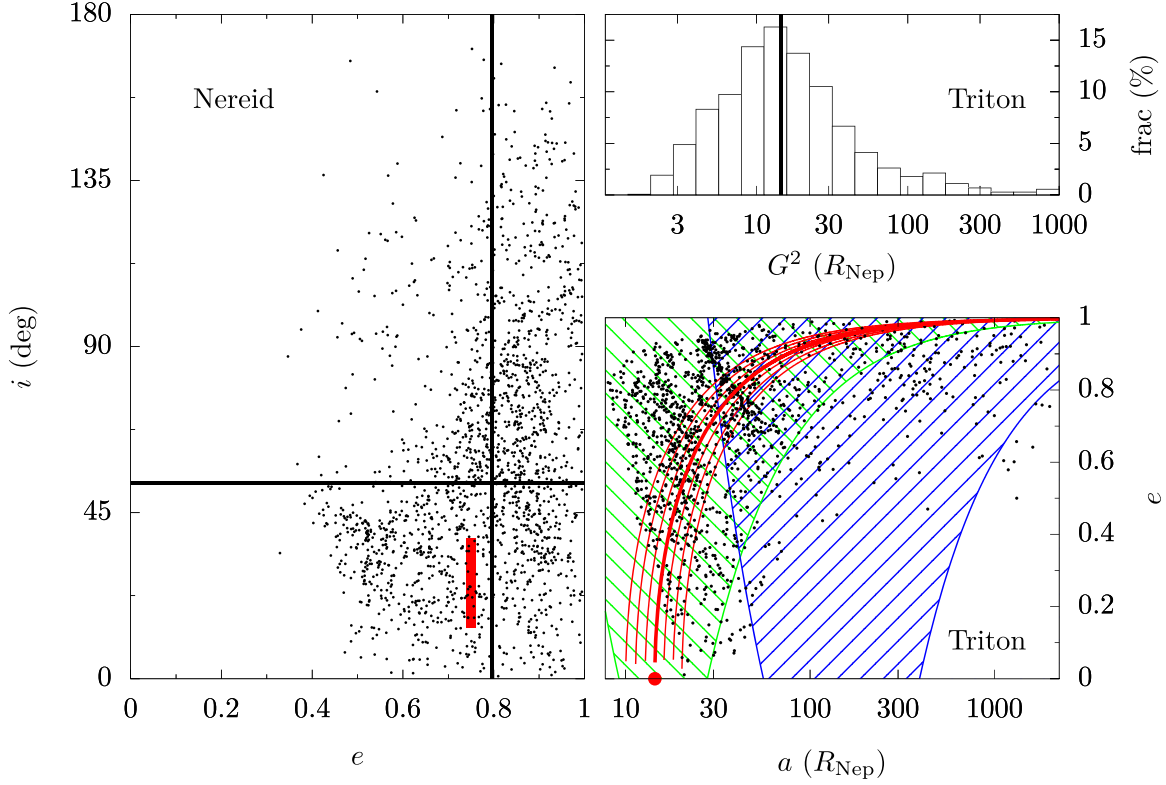 180
135
90
45
0
i (deg)
Nereid
0 0.2 0.4 0.6 0.8 1
e
Triton
15
10
5
0
frac (%)
3 10 30 100 300 1000
G² (R_Nep)
1
0.8
0.6
0.4
0.2
0
e
Triton
10 30 100 300 1000
a (R_Nep)